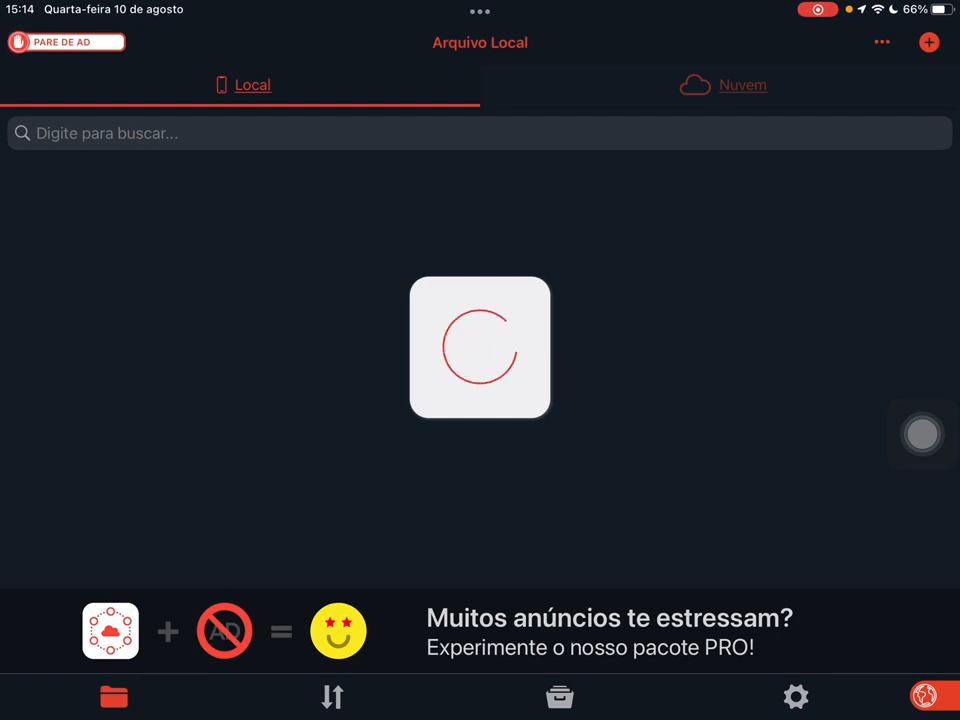 15:14 Quarta-feira 10 de agosto
66%
PARE DE AD
Arquivo Local
Local
Nuvem
Digite para buscar...
AD
Muitos anúncios te estressam?
Experimente o nosso pacote PRO!